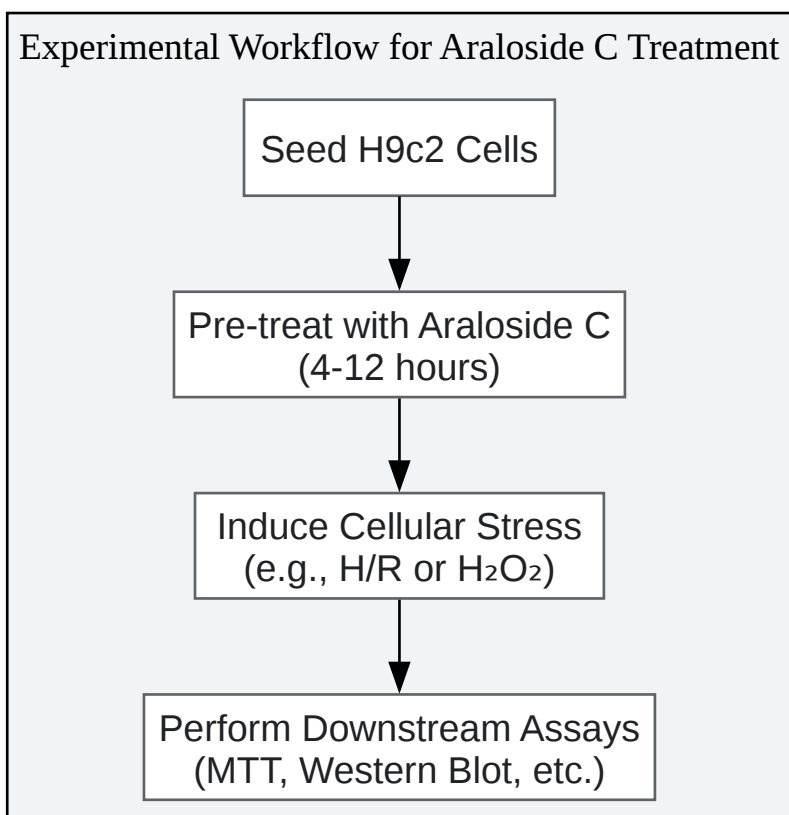 Experimental Workflow for Araloside C Treatment
Seed H9c2 Cells
Pre-treat with Araloside C
(4-12 hours)
Induce Cellular Stress
(e.g., H/R or H₂O₂)
Perform Downstream Assays
(MTT, Western Blot, etc.)